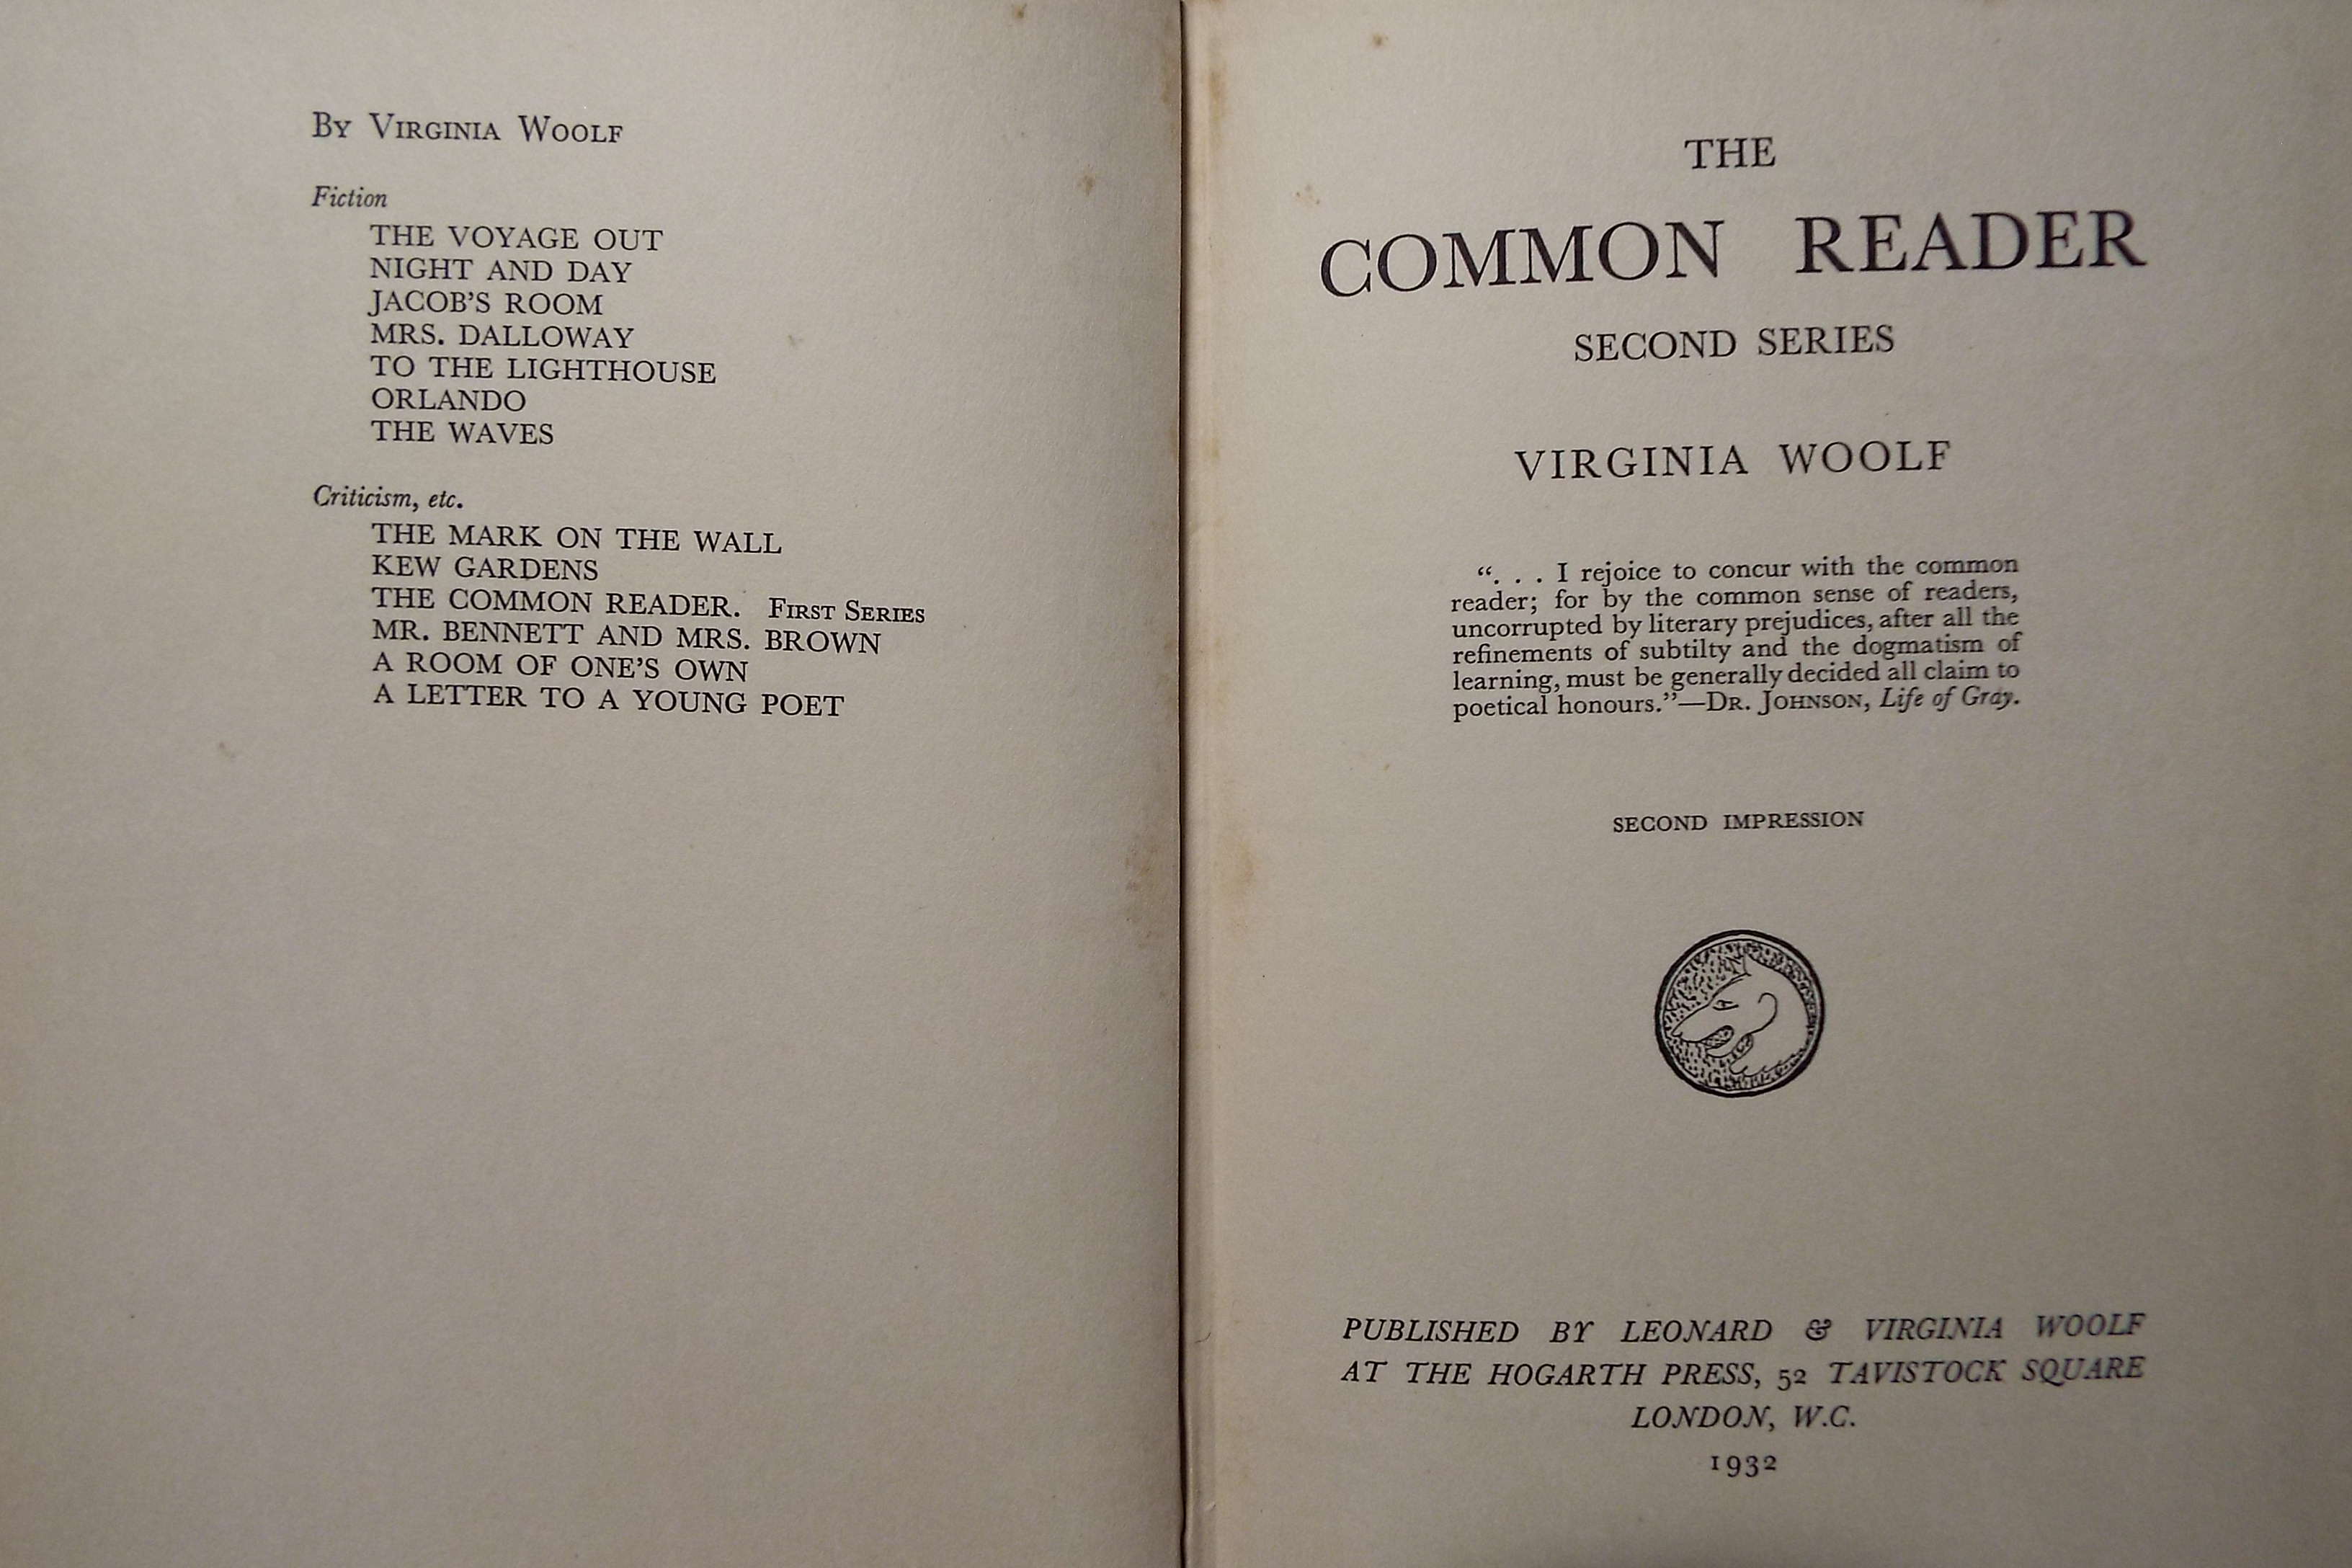 By Virginia Woolf
Fiction
THE VOYAGE OUT
NIGHT AND DAY
JACOB'S ROOM
MRS. DALLOWAY
TO THE LIGHTHOUSE
ORLANDO
THE WAVES
Criticism, etc.
THE MARK ON THE WALL
KEW GARDENS
THE COMMON READER. First Series
MR. BENNETT AND MRS. BROWN
A ROOM OF ONE'S OWN
A LETTER TO A YOUNG POET
THE
COMMON READER
SECOND SERIES
VIRGINIA WOOLF
“. . . I rejoice to concur with the common
reader; for by the common sense of readers,
uncorrupted by literary prejudices, after all the
refinements of subtilty and the dogmatism of
learning, must be generally decided all claim to
poetical honours.”—Dr. Johnson, Life of Gray.
SECOND IMPRESSION
PUBLISHED BY LEONARD & VIRGINIA WOOLF
AT THE HOGARTH PRESS, 52 TAVISTOCK SQUARE
LONDON, W.C.
1932